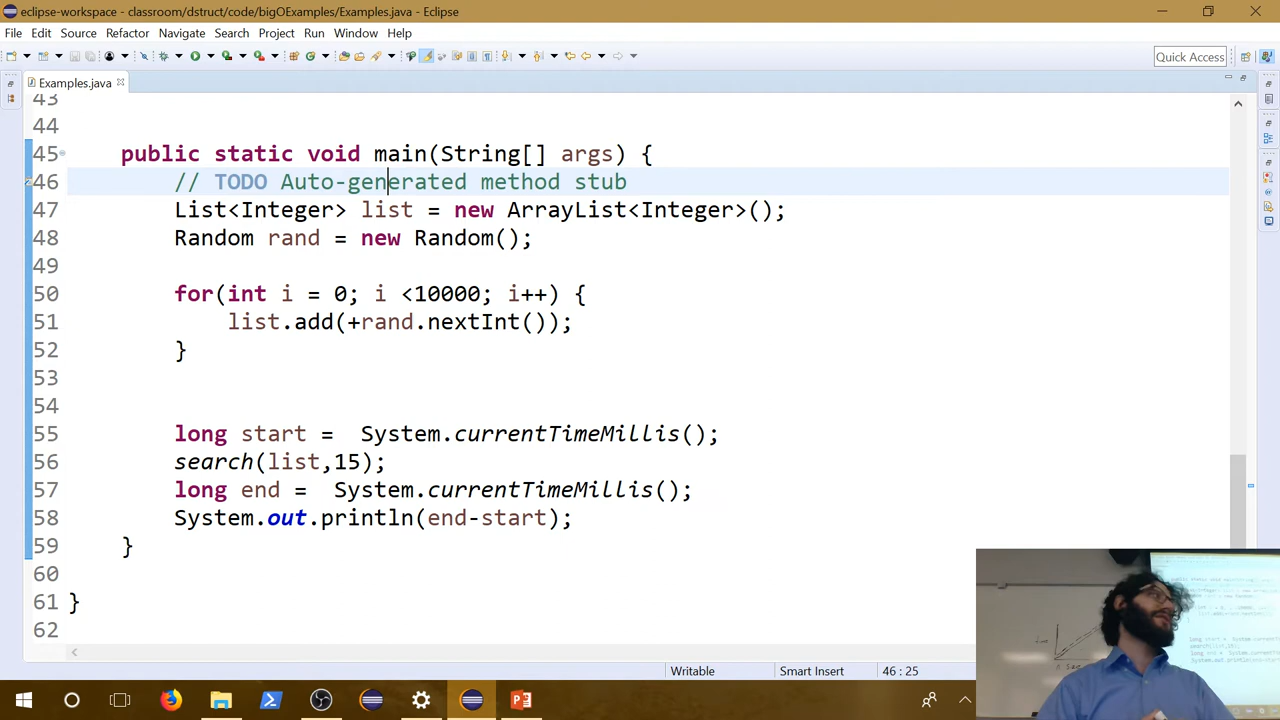 eclipse-workspace - classroom/dstruct/code/bigOExamples/Examples.java - Eclipse
File Edit Source Refactor Navigate Search Project Run Window Help
Quick Access
Examples.java
43
44
45 public static void main(String[] args) {
46 // TODO Auto-generated method stub
47 List<Integer> list = new ArrayList<Integer>();
48 Random rand = new Random();
49
50 for(int i = 0; i <10000; i++) {
51 list.add(+rand.nextInt());
52 }
53
54
55 long start =  System.currentTimeMillis();
56 search(list,15);
57 long end =  System.currentTimeMillis();
58 System.out.println(end-start);
59 }
60
61 }
62
Writable Smart Insert 46 : 25